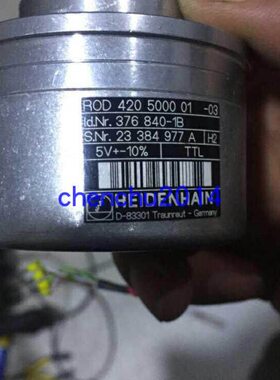 ROD 420 5000 01 -03
Id.Nr. 376 840-1B
S.Nr. 23 384 977 A H2
5V+-10% TTL
chenchu2014
HEIDENHAIN
D-83301 Traunreut - Germany